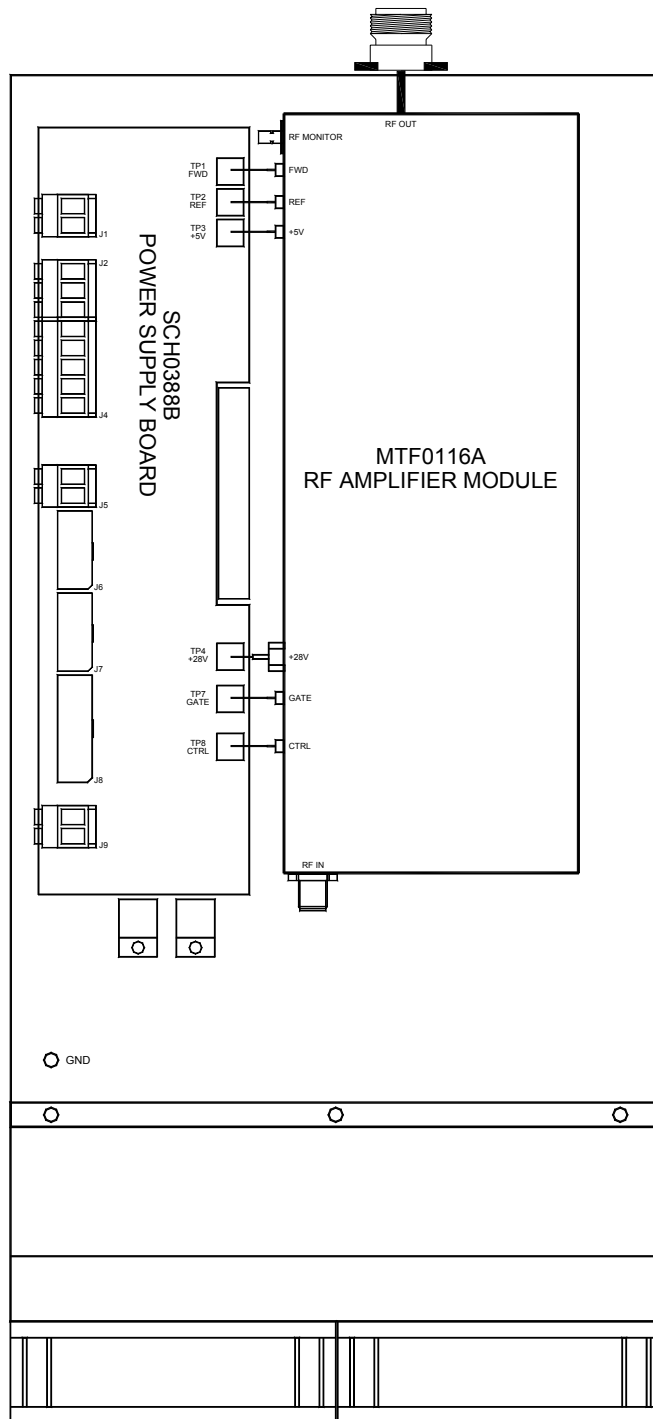 RF OUT
RF MONITOR
TP1
FWD
FWD
TP2
REF
REF
TP3
+5V
+5V
J1
J2
SCH0388B
POWER SUPPLY BOARD
J4
MTF0116A
RF AMPLIFIER MODULE
J5
J6
J7
TP4
+28V
+28V
TP7
GATE
GATE
TP8
CTRL
CTRL
J8
J9
RF IN
GND